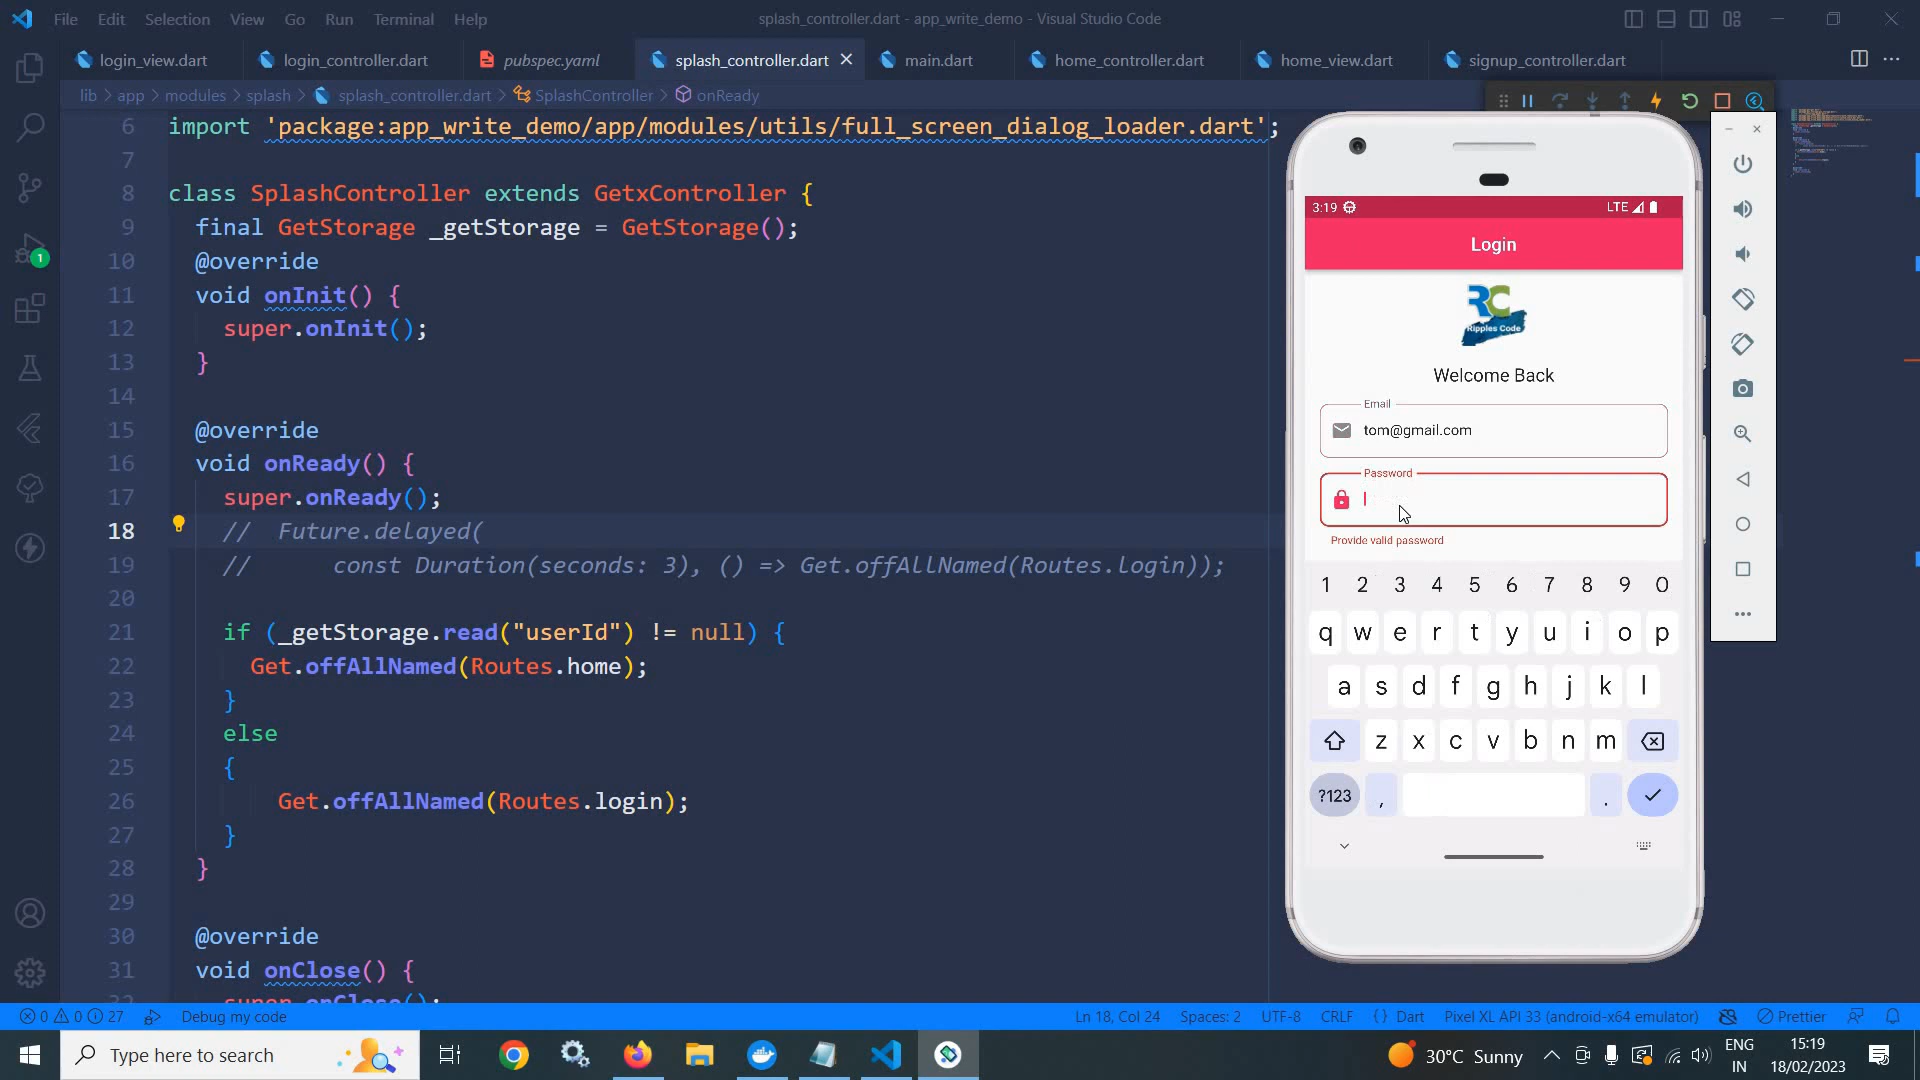 File Edit Selection View Go Run Terminal Help
splash_controller.dart - app_write_demo - Visual Studio Code
login_view.dart login_controller.dart pubspec.yaml splash_controller.dart main.dart home_controller.dart home_view.dart signup_controller.dart
lib > app > modules > splash > splash_controller.dart > SplashController > onReady
6 import 'package:app_write_demo/app/modules/utils/full_screen_dialog_loader.dart';
7
8 class SplashController extends GetxController {
9 final GetStorage _getStorage = GetStorage();
10 @override
11 void onInit() {
12 super.onInit();
13 }
14
15 @override
16 void onReady() {
17 super.onReady();
18 // Future.delayed(
19 // const Duration(seconds: 3), () => Get.offAllNamed(Routes.login));
20
21 if (_getStorage.read("userId") != null) {
22 Get.offAllNamed(Routes.home);
23 }
24 else
25 {
26 Get.offAllNamed(Routes.login);
27 }
28 }
29
30 @override
31 void onClose() {
32 super.onClose();
1
3:19 LTE
Login
RC
Ripples Code
Welcome Back
Email
tom@gmail.com
Password
Provide valid password
1 2 3 4 5 6 7 8 9 0
q w e r t y u i o p
a s d f g h j k l
z x c v b n m
?123 , .
0 0 27 Debug my code Ln 18, Col 24 Spaces: 2 UTF-8 CRLF {} Dart Pixel XL API 33 (android-x64 emulator) Prettier
Type here to search 30°C Sunny ENG IN 15:19 18/02/2023